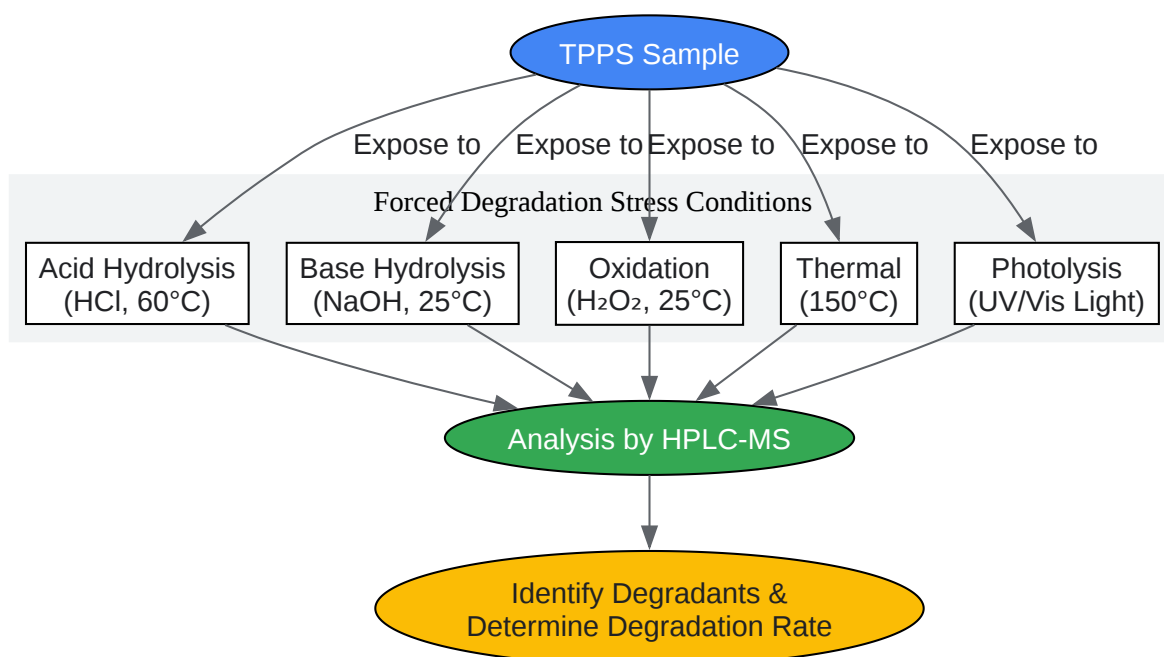 TPPS Sample
Expose to
Expose to
Expose to
Expose to
Expose to
Forced Degradation Stress Conditions
Acid Hydrolysis
(HCl, 60°C)
Base Hydrolysis
(NaOH, 25°C)
Oxidation
(H₂O₂, 25°C)
Thermal
(150°C)
Photolysis
(UV/Vis Light)
Analysis by HPLC-MS
Identify Degradants &
Determine Degradation Rate